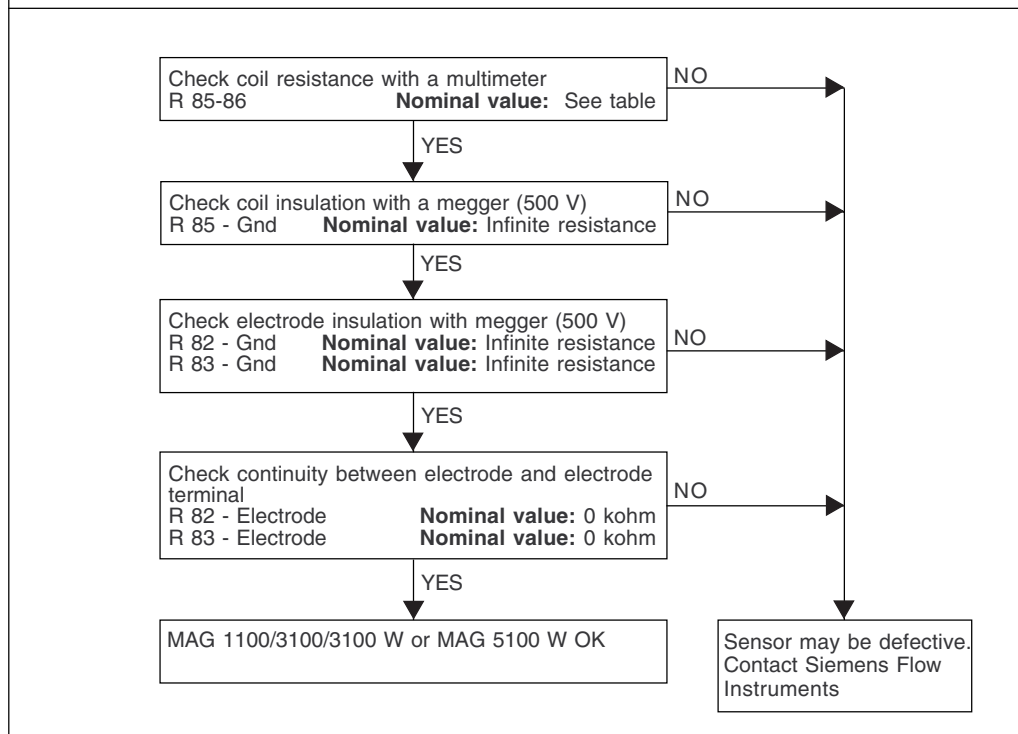 Check coil resistance with a multimeter
R 85-86 Nominal value: See table
NO
YES
Check coil insulation with a megger (500 V)
R 85 - Gnd Nominal value: Infinite resistance
NO
YES
Check electrode insulation with megger (500 V)
R 82 - Gnd Nominal value: Infinite resistance
R 83 - Gnd Nominal value: Infinite resistance
NO
YES
Check continuity between electrode and electrode
terminal
R 82 - Electrode Nominal value: 0 kohm
R 83 - Electrode Nominal value: 0 kohm
NO
YES
MAG 1100/3100/3100 W or MAG 5100 W OK
Sensor may be defective.
Contact Siemens Flow
Instruments